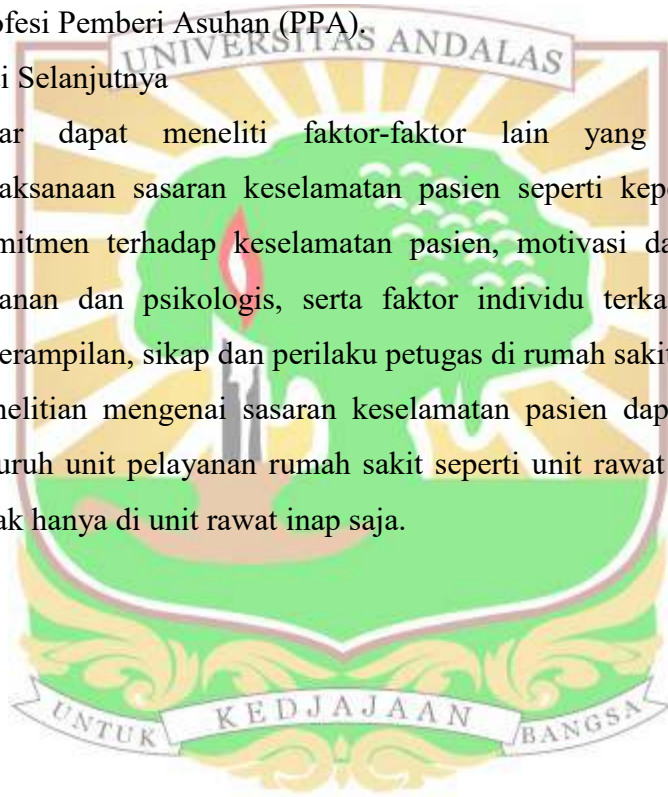 ofesi Pemberi Asuhan (PPA).
UNIVERSITAS ANDALAS
i Selanjutnya
ar dapat meneliti faktor-faktor lain yang
aksanaan sasaran keselamatan pasien seperti kep
mitmen terhadap keselamatan pasien, motivasi da
anan dan psikologis, serta faktor individu terka
erampilan, sikap dan perilaku petugas di rumah sakit
nelitian mengenai sasaran keselamatan pasien dap
uruh unit pelayanan rumah sakit seperti unit rawat
ak hanya di unit rawat inap saja.
UNTUK KEDJAJAAN BANGSA